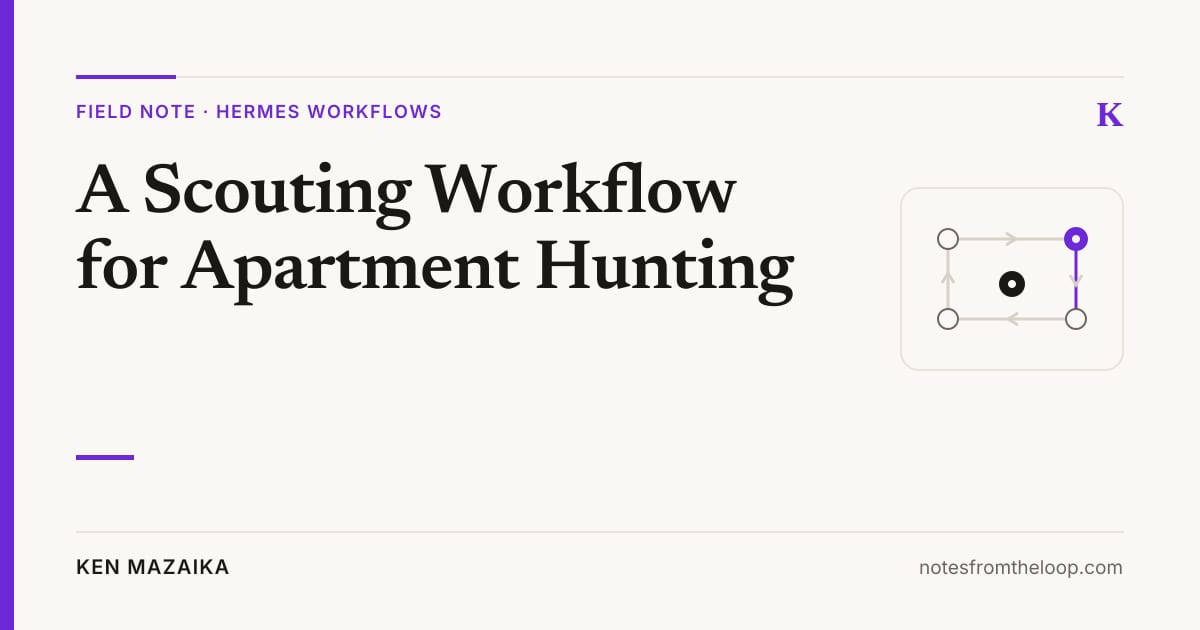 FIELD NOTE · HERMES WORKFLOWS
K
A Scouting Workflow
for Apartment Hunting
KEN MAZAIKA
notesfromtheloop.com